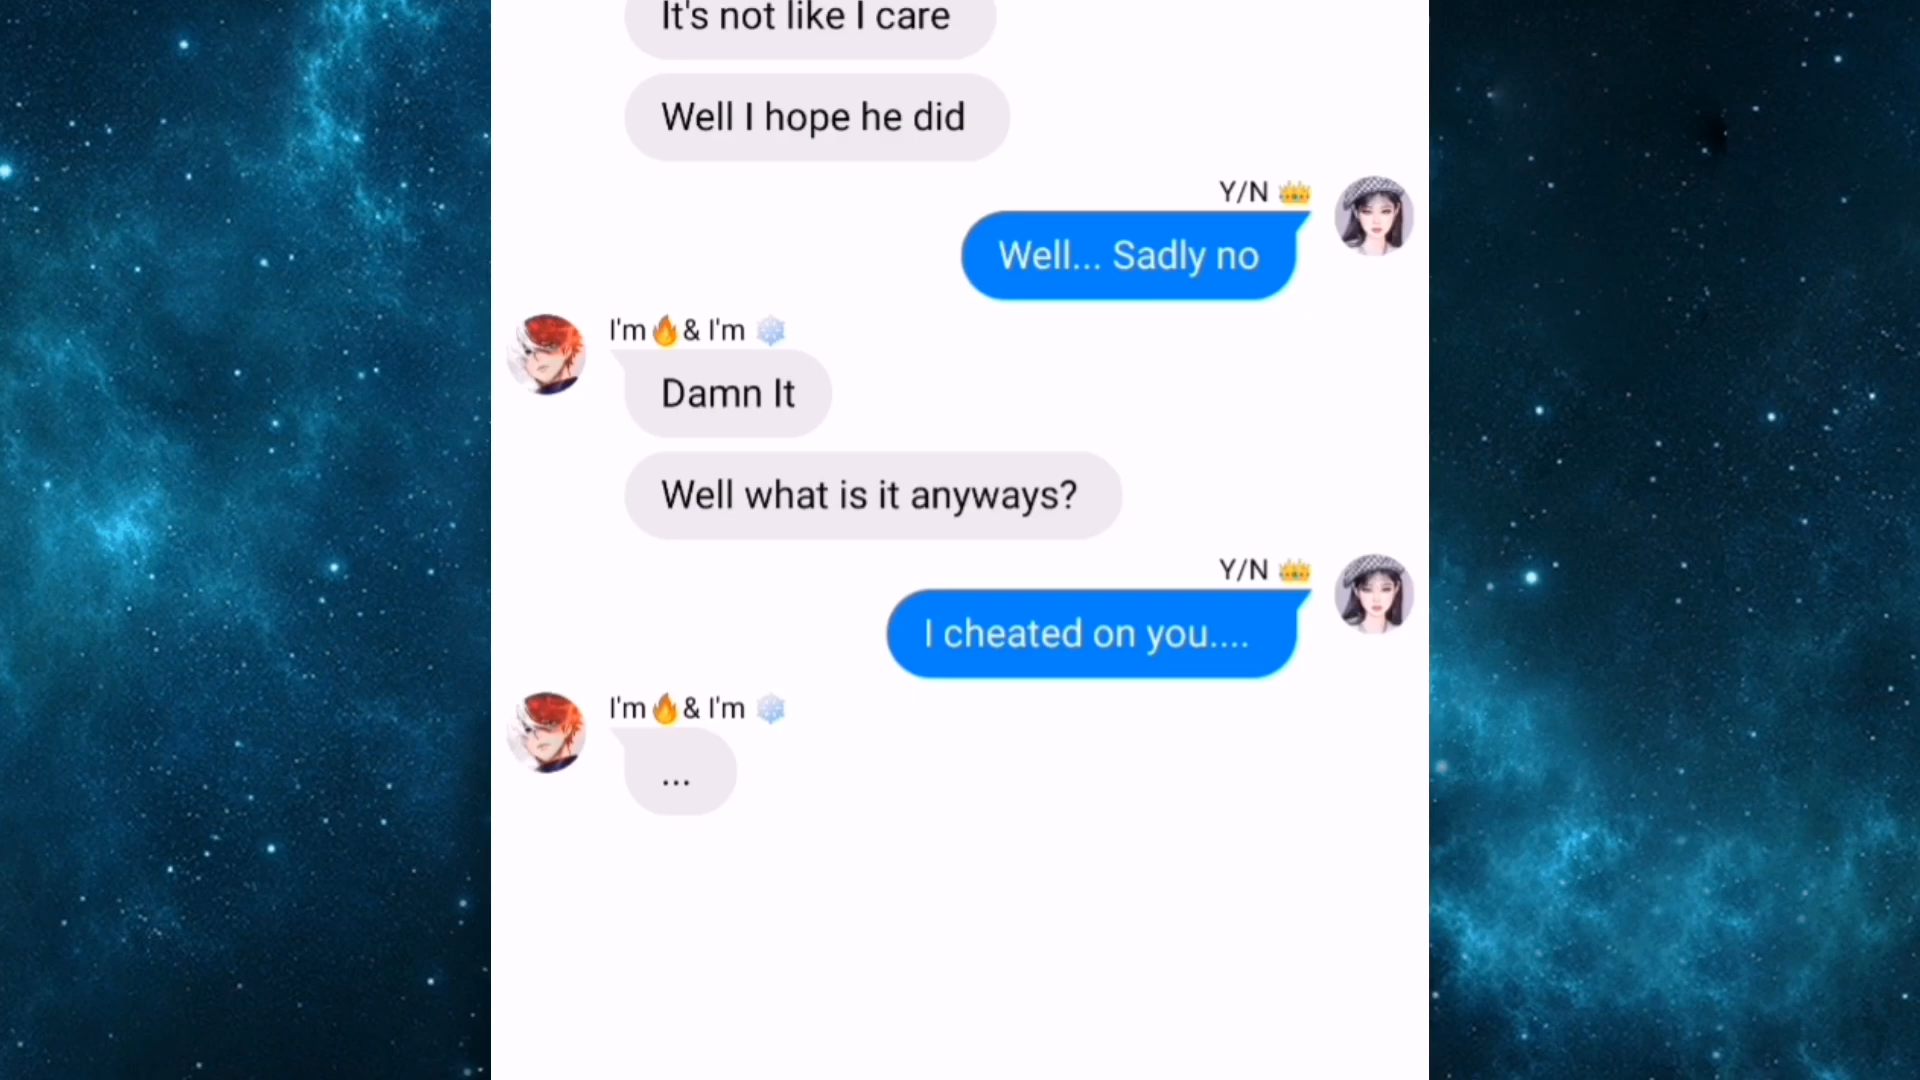 It's not like I care
Well I hope he did
Y/N 👑
Well... Sadly no
I'm🔥& I'm ❄️
Damn It
Well what is it anyways?
Y/N 👑
I cheated on you....
I'm🔥& I'm ❄️
...